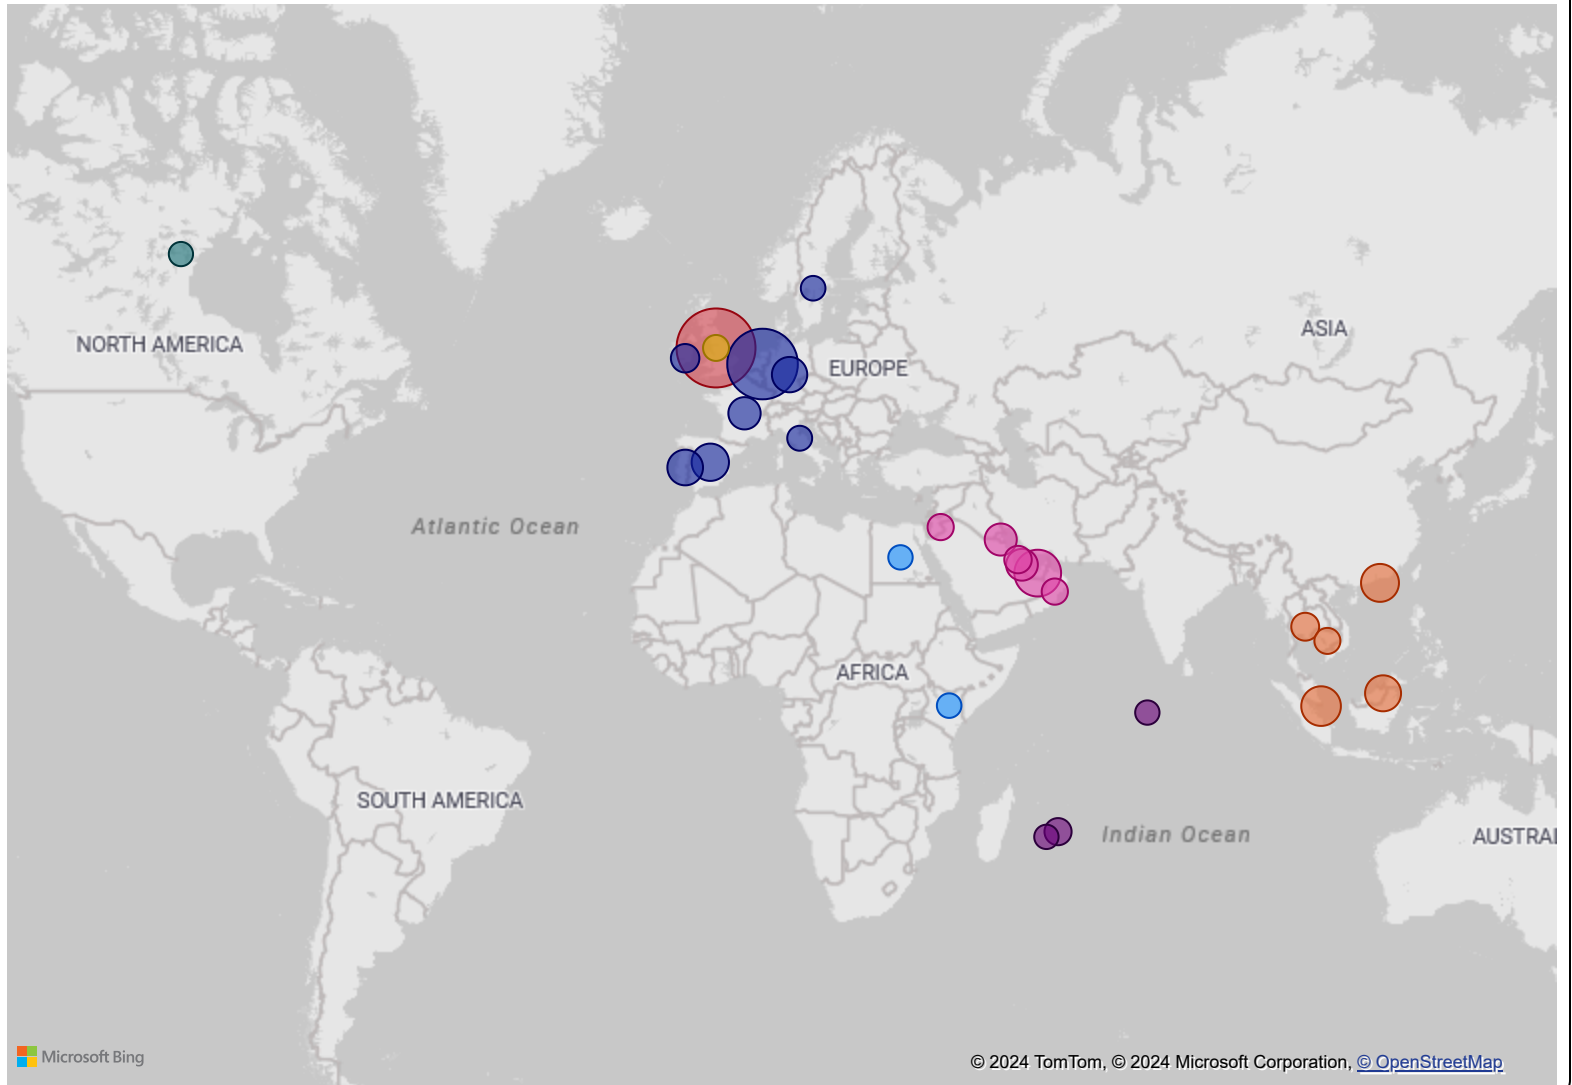 ASIA
NORTH AMERICA
EUROPE
Atlantic Ocean
AFRICA
SOUTH AMERICA
Indian Ocean
AUSTRAL
Microsoft Bing
© 2024 TomTom, © 2024 Microsoft Corporation, © OpenStreetMap